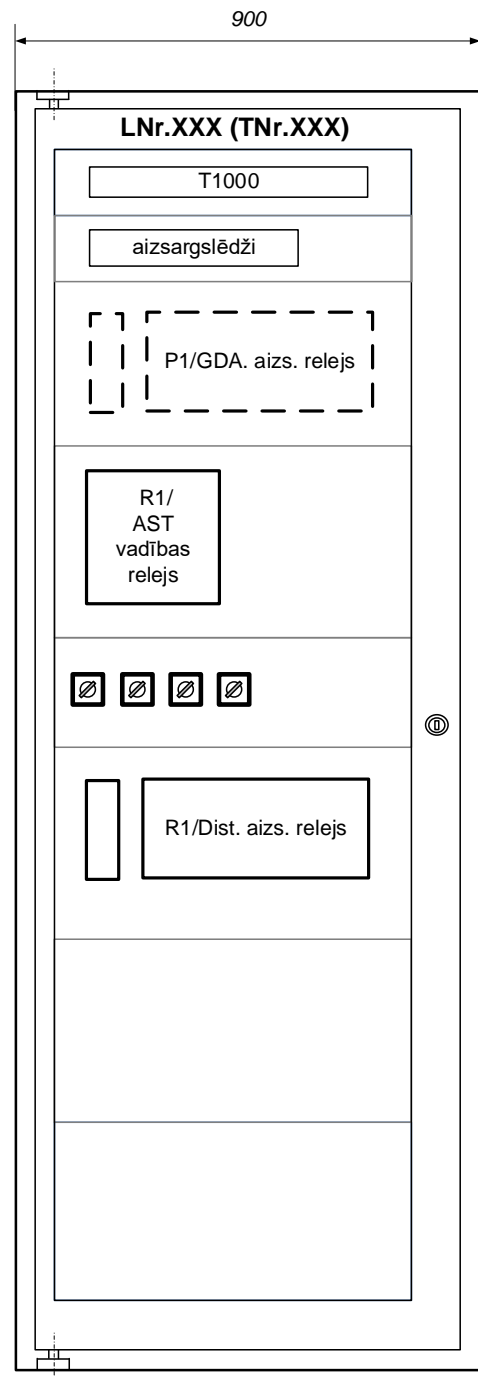 900
LNr.XXX (TNr.XXX)
T1000
aizsargslēdži
P1/GDA. aizs. relejs
R1/
AST
vadības
relejs
R1/Dist. aizs. relejs